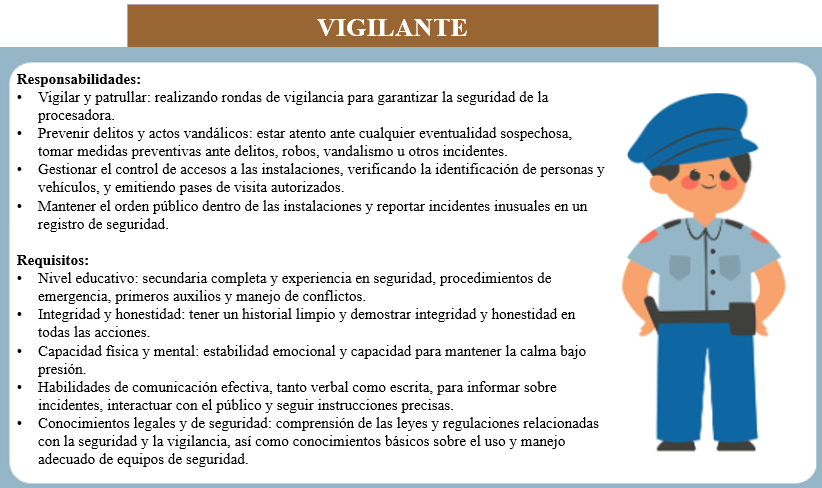 VIGILANTE
Responsabilidades:
• Vigilar y patrullar: realizando rondas de vigilancia para garantizar la seguridad de la
procesadora.
• Prevenir delitos y actos vandálicos: estar atento ante cualquier eventualidad sospechosa,
tomar medidas preventivas ante delitos, robos, vandalismo u otros incidentes.
• Gestionar el control de accesos a las instalaciones, verificando la identificación de personas y
vehículos, y emitiendo pases de visita autorizados.
• Mantener el orden público dentro de las instalaciones y reportar incidentes inusuales en un
registro de seguridad.
Requisitos:
• Nivel educativo: secundaria completa y experiencia en seguridad, procedimientos de
emergencia, primeros auxilios y manejo de conflictos.
• Integridad y honestidad: tener un historial limpio y demostrar integridad y honestidad en
todas las acciones.
• Capacidad física y mental: estabilidad emocional y capacidad para mantener la calma bajo
presión.
• Habilidades de comunicación efectiva, tanto verbal como escrita, para informar sobre
incidentes, interactuar con el público y seguir instrucciones precisas.
• Conocimientos legales y de seguridad: comprensión de las leyes y regulaciones relacionadas
con la seguridad y la vigilancia, así como conocimientos básicos sobre el uso y manejo
adecuado de equipos de seguridad.